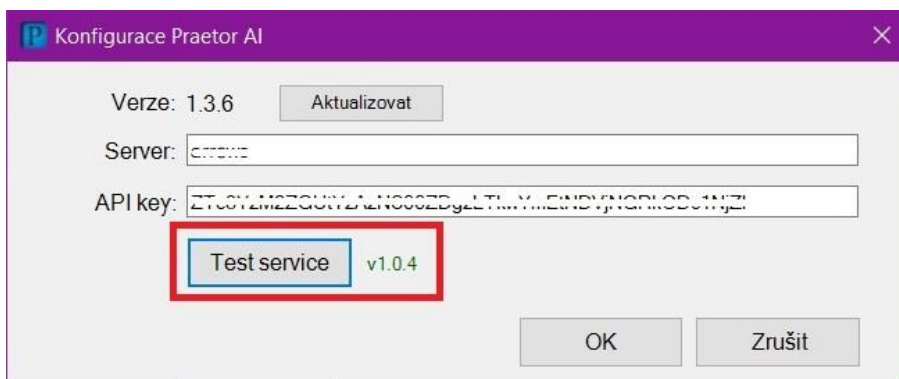 Konfigurace Praetor AI
Verze: 1.3.6 Aktualizovat
Server:
API key:
Test service v1.0.4
OK Zrušit